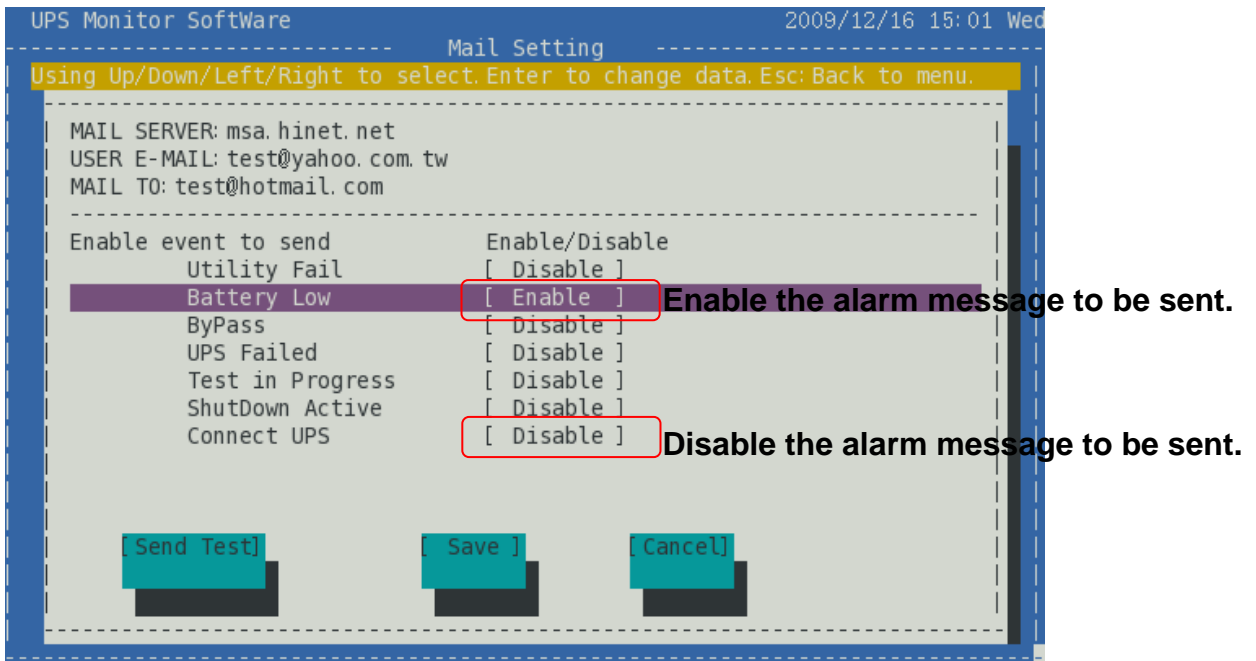 UPS Monitor SoftWare 2009/12/16 15:01 Wed
Mail Setting
Using Up/Down/Left/Right to select.Enter to change data.Esc:Back to menu.
MAIL SERVER:msa.hinet.net
USER E-MAIL:test@yahoo.com.tw
MAIL TO:test@hotmail.com
Enable event to send Enable/Disable
Utility Fail [ Disable ]
Battery Low [ Enable ] Enable the alarm message to be sent.
ByPass [ Disable ]
UPS Failed [ Disable ]
Test in Progress [ Disable ]
ShutDown Active [ Disable ]
Connect UPS [ Disable ] Disable the alarm message to be sent.
[Send Test] [ Save ] [Cancel]